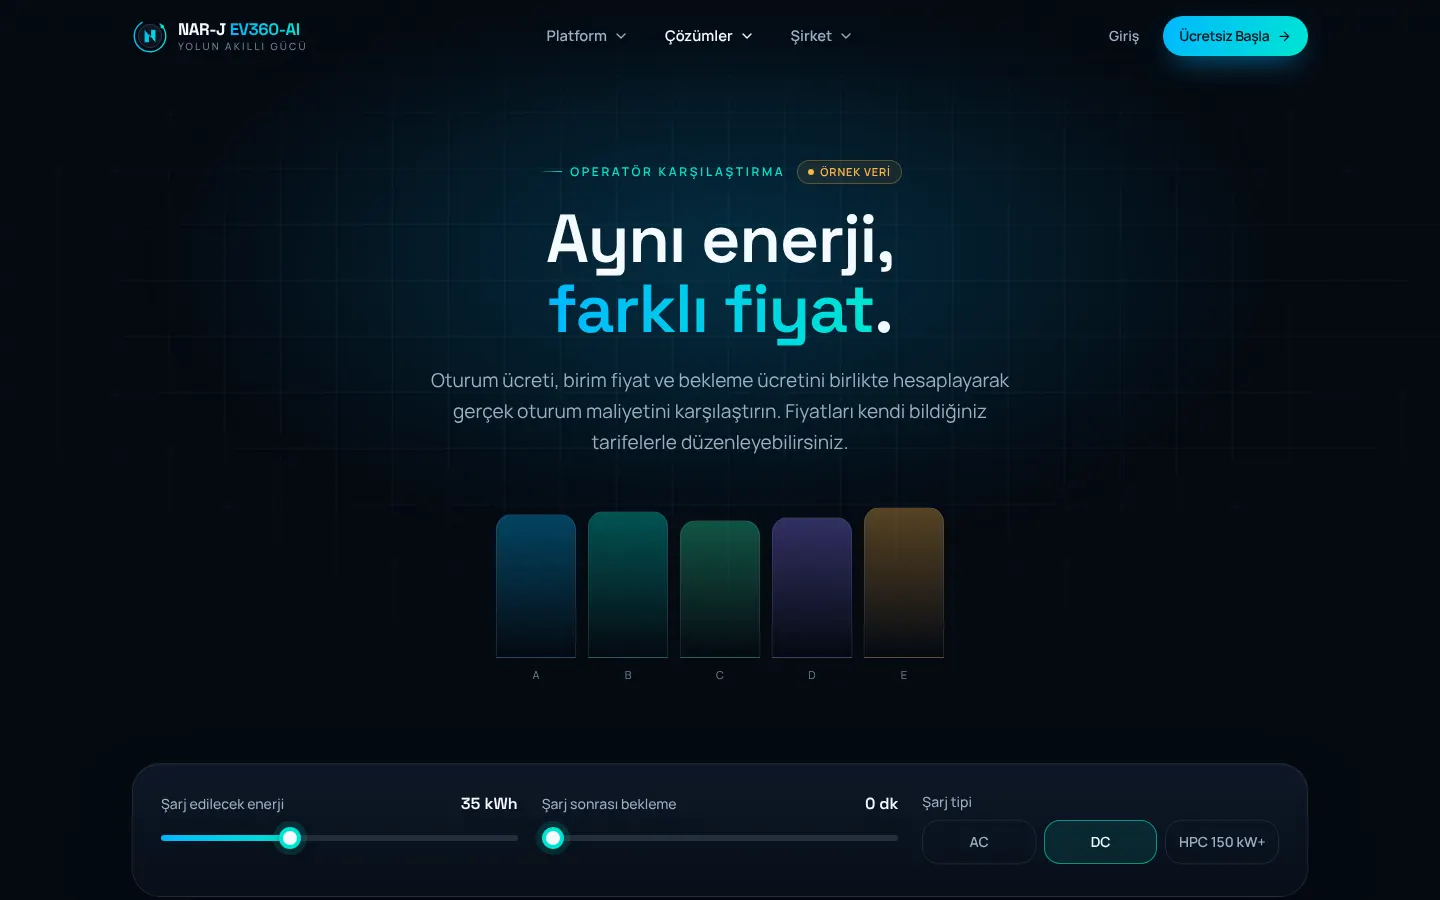 NAR-J EV360-AI
YOLUN AKILLI GÜCÜ
Platform
Çözümler
Şirket
Giriş
Ücretsiz Başla
OPERATÖR KARŞILAŞTIRMA
ÖRNEK VERİ
Aynı enerji,
farklı fiyat.
Oturum ücreti, birim fiyat ve bekleme ücretini birlikte hesaplayarak
gerçek oturum maliyetini karşılaştırın. Fiyatları kendi bildiğiniz
tarifelerle düzenleyebilirsiniz.
A B C D E
Şarj edilecek enerji 35 kWh
Şarj sonrası bekleme 0 dk
Şarj tipi
AC DC HPC 150 kW+